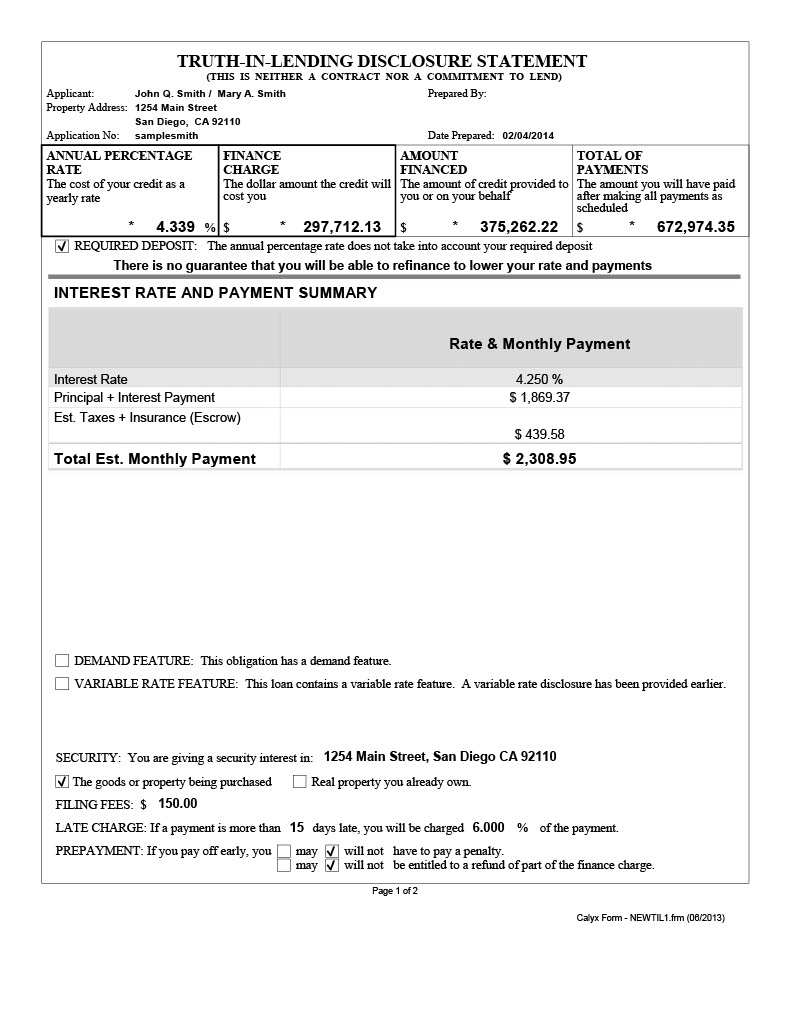 TRUTH-IN-LENDING DISCLOSURE STATEMENT
(THIS IS NEITHER A CONTRACT NOR A COMMITMENT TO LEND)
Applicant: John Q. Smith / Mary A. Smith Prepared By:
Property Address: 1254 Main Street
San Diego, CA 92110
Application No: samplesmith Date Prepared: 02/04/2014
ANNUAL PERCENTAGE
RATE
The cost of your credit as a
yearly rate
* 4.339 %
FINANCE
CHARGE
The dollar amount the credit will
cost you
$ * 297,712.13
AMOUNT
FINANCED
The amount of credit provided to
you or on your behalf
$ * 375,262.22
TOTAL OF
PAYMENTS
The amount you will have paid
after making all payments as
scheduled
$ * 672,974.35
REQUIRED DEPOSIT: The annual percentage rate does not take into account your required deposit
There is no guarantee that you will be able to refinance to lower your rate and payments
INTEREST RATE AND PAYMENT SUMMARY
Rate & Monthly Payment
Interest Rate 4.250 %
Principal + Interest Payment $ 1,869.37
Est. Taxes + Insurance (Escrow)
$ 439.58
Total Est. Monthly Payment $ 2,308.95
DEMAND FEATURE: This obligation has a demand feature.
VARIABLE RATE FEATURE: This loan contains a variable rate feature. A variable rate disclosure has been provided earlier.
SECURITY: You are giving a security interest in: 1254 Main Street, San Diego CA 92110
The goods or property being purchased Real property you already own.
FILING FEES: $ 150.00
LATE CHARGE: If a payment is more than 15 days late, you will be charged 6.000 % of the payment.
PREPAYMENT: If you pay off early, you may will not have to pay a penalty.
may will not be entitled to a refund of part of the finance charge.
Page 1 of 2
Calyx Form - NEWTIL1.frm (06/2013)